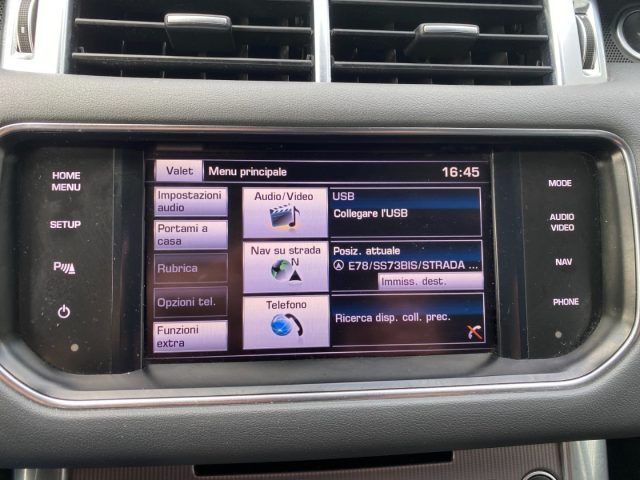 HOME
MENU
SETUP
P
Valet
Menu principale
16:45
Impostazioni
audio
Portami a
casa
Rubrica
Opzioni tel.
Funzioni
extra
Audio/Video
USB
Collegare l'USB
Nav su strada
N
Posiz. attuale
E78/SS73BIS/STRADA ...
Immiss. dest.
Telefono
Ricerca disp. coll. prec.
MODE
AUDIO
VIDEO
NAV
PHONE